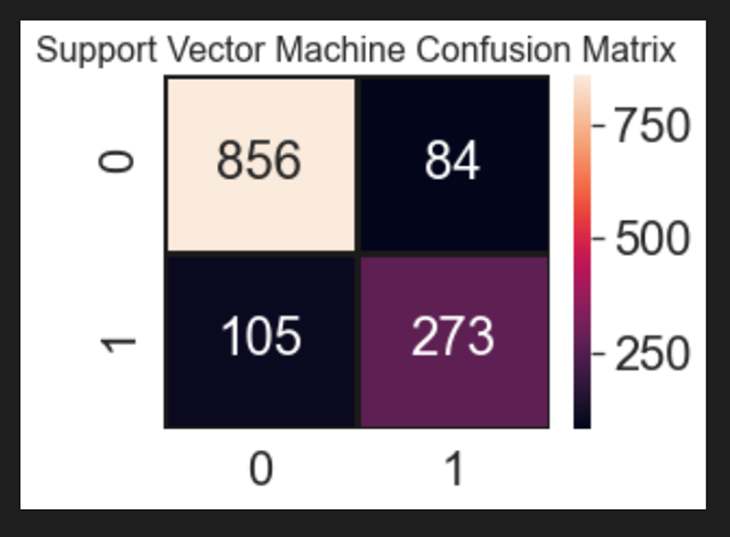 Support Vector Machine Confusion Matrix
0 856 84 750
500
1 105 273 250
0 1